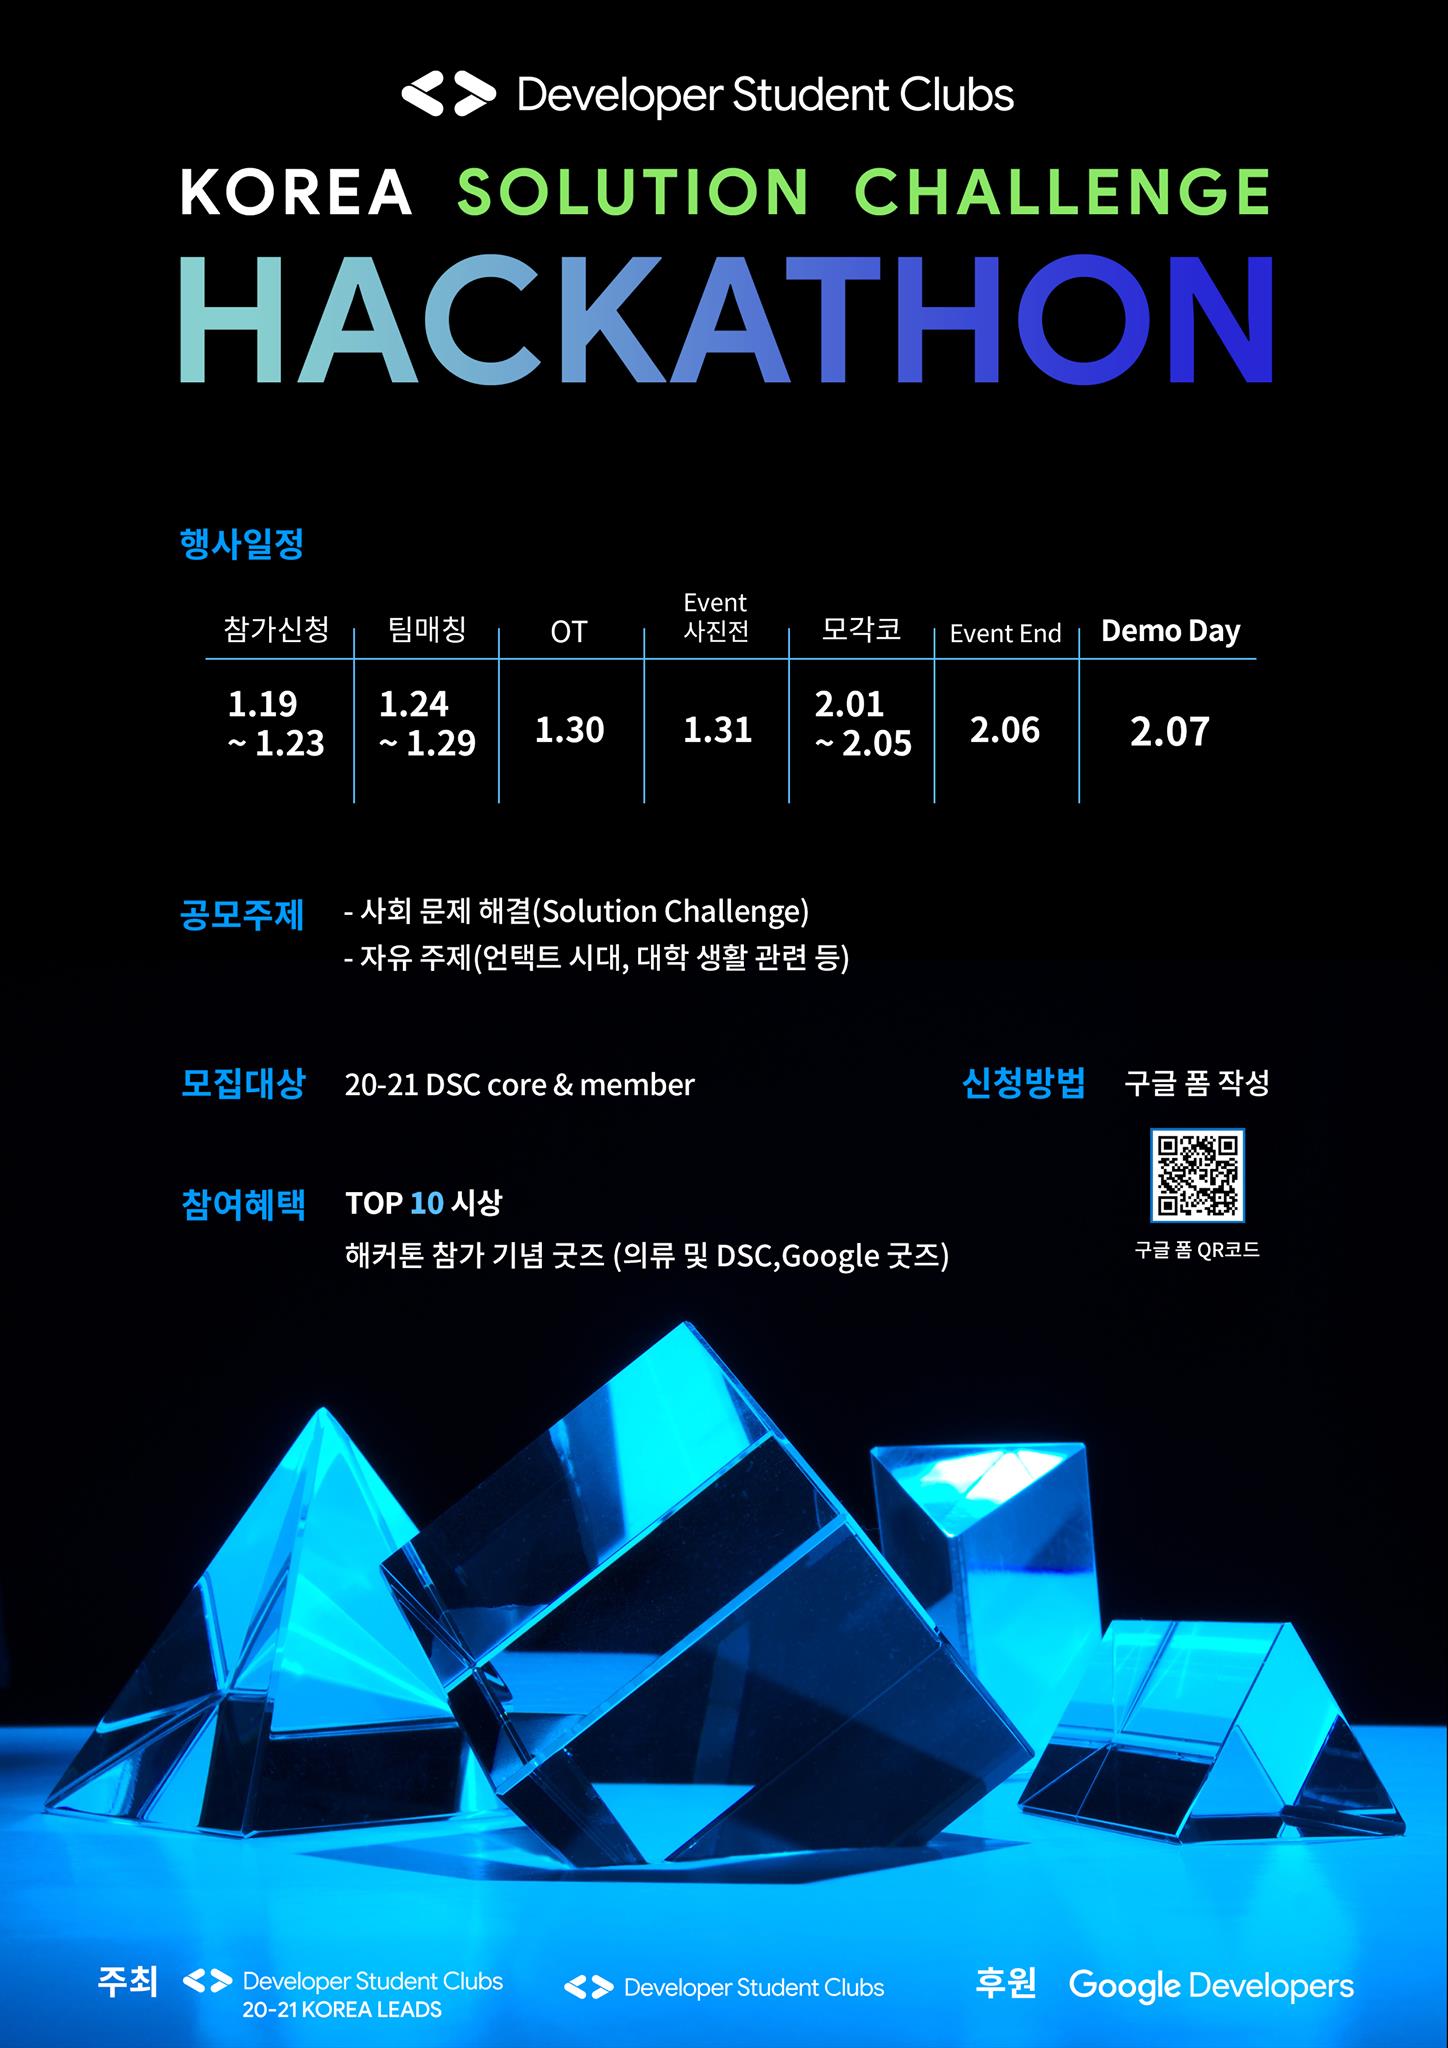 Developer Student Clubs
KOREA SOLUTION CHALLENGE
HACKATHON
행사일정
참가신청 팀매칭 OT Event 사진전 모각코 Event End Demo Day
1.19 ~ 1.23 1.24 ~ 1.29 1.30 1.31 2.01 ~ 2.05 2.06 2.07
공모주제 - 사회 문제 해결(Solution Challenge)
- 자유 주제(언택트 시대, 대학 생활 관련 등)
모집대상 20-21 DSC core & member
신청방법 구글 폼 작성
구글 폼 QR코드
참여혜택 TOP 10 시상
해커톤 참가 기념 굿즈 (의류 및 DSC,Google 굿즈)
주최 Developer Student Clubs
20-21 KOREA LEADS
Developer Student Clubs
후원 Google Developers